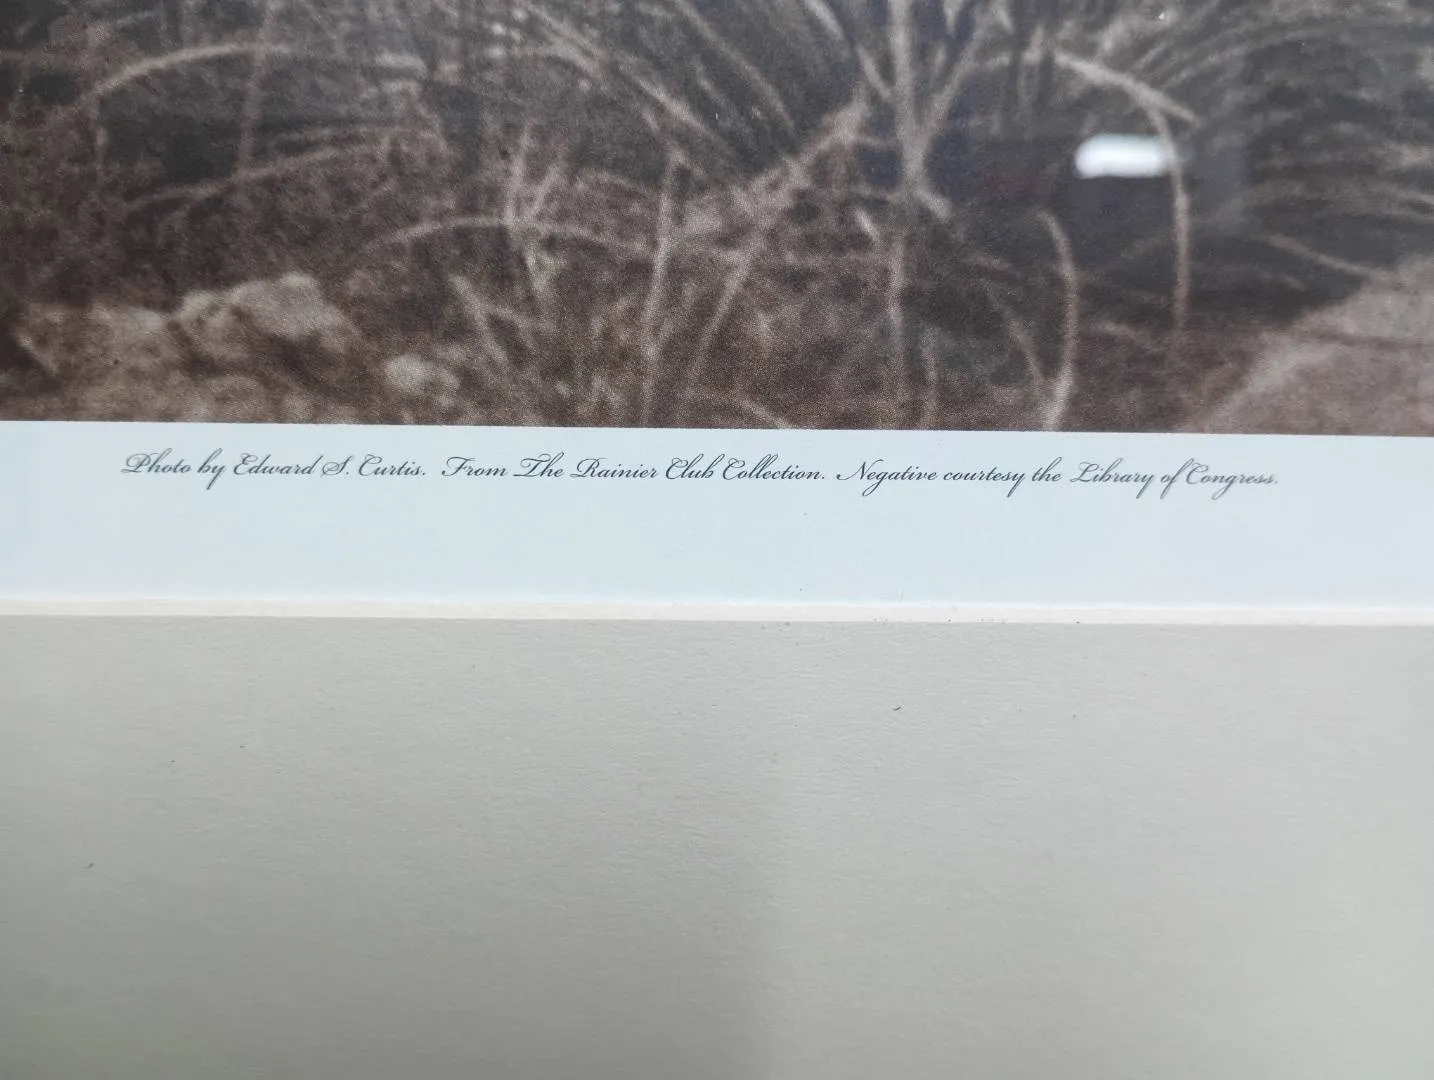 Photo by Edward S. Curtis. From The Rainier Club Collection. Negative courtesy the Library of Congress.